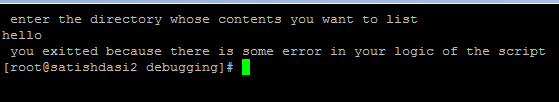 enter the directory whose contents you want to list
hello
you exitted because there is some error in your logic of the script
[root@satishdasi2 debugging]#